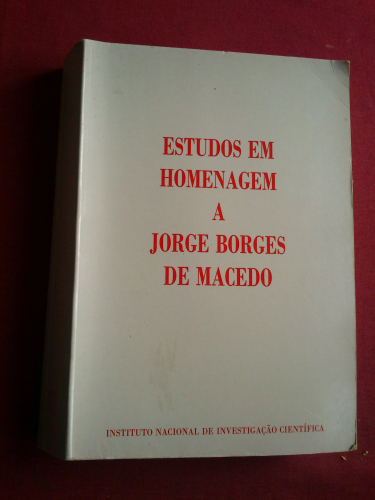 ESTUDOS EM
HOMENAGEM
A
JORGE BORGES
DE MACEDO
INSTITUTO NACIONAL DE INVESTIGAÇÃO CIENTÍFICA